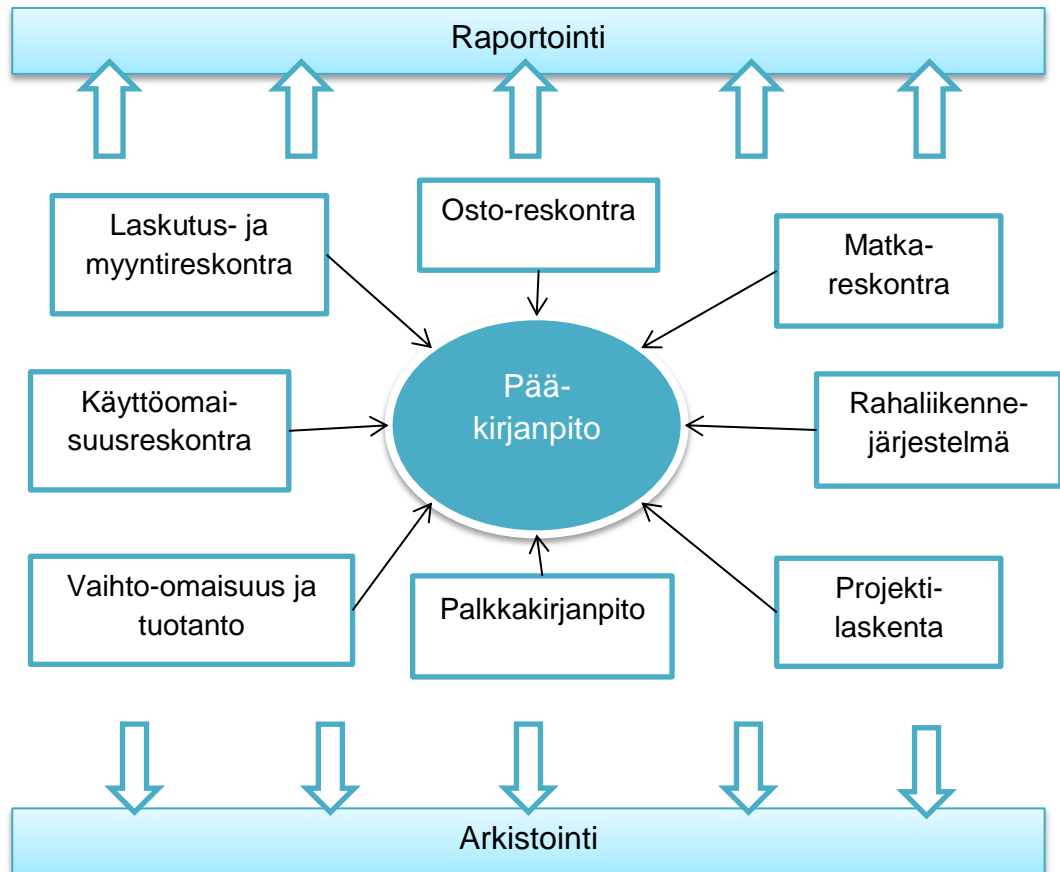 Raportointi
Laskutus- ja
myyntireskontra
Osto-reskontra
Matka-
reskontra
Käyttöomai-
suusreskontra
Pää-
kirjanpito
Rahaliikenne-
järjestelmä
Vaihto-omaisuus ja
tuotanto
Palkkakirjanpito
Projekti-
laskenta
Arkistointi